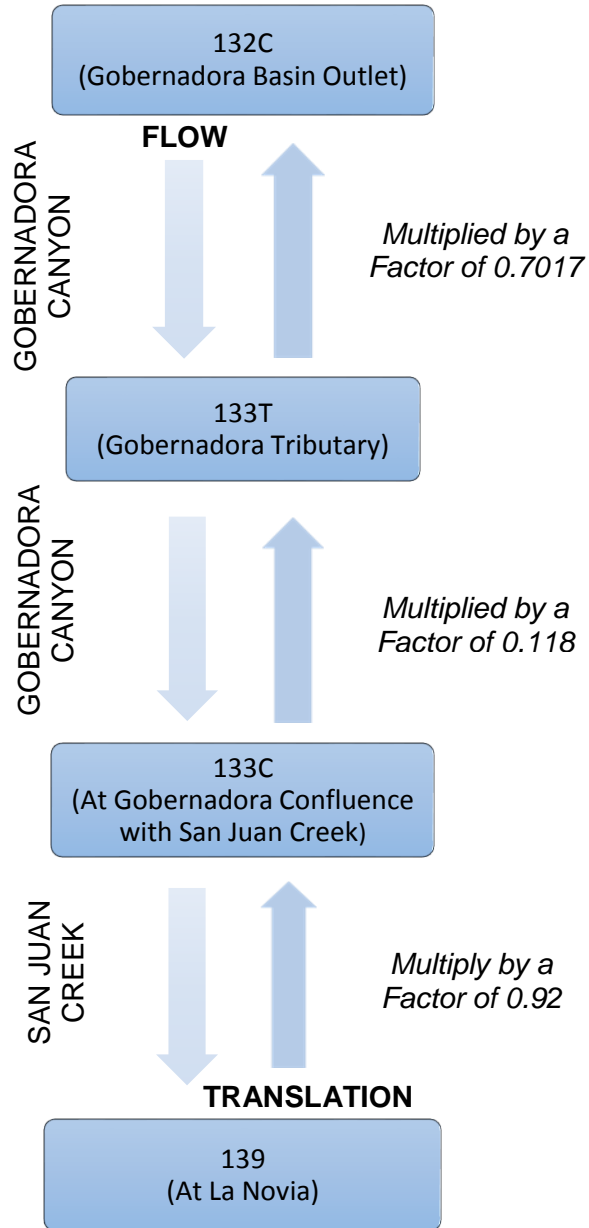 132C
(Gobernadora Basin Outlet)
FLOW
GOBERNADORA
CANYON
Multiplied by a
Factor of 0.7017
133T
(Gobernadora Tributary)
GOBERNADORA
CANYON
Multiplied by a
Factor of 0.118
133C
(At Gobernadora Confluence
with San Juan Creek)
SAN JUAN
CREEK
Multiply by a
Factor of 0.92
TRANSLATION
139
(At La Novia)